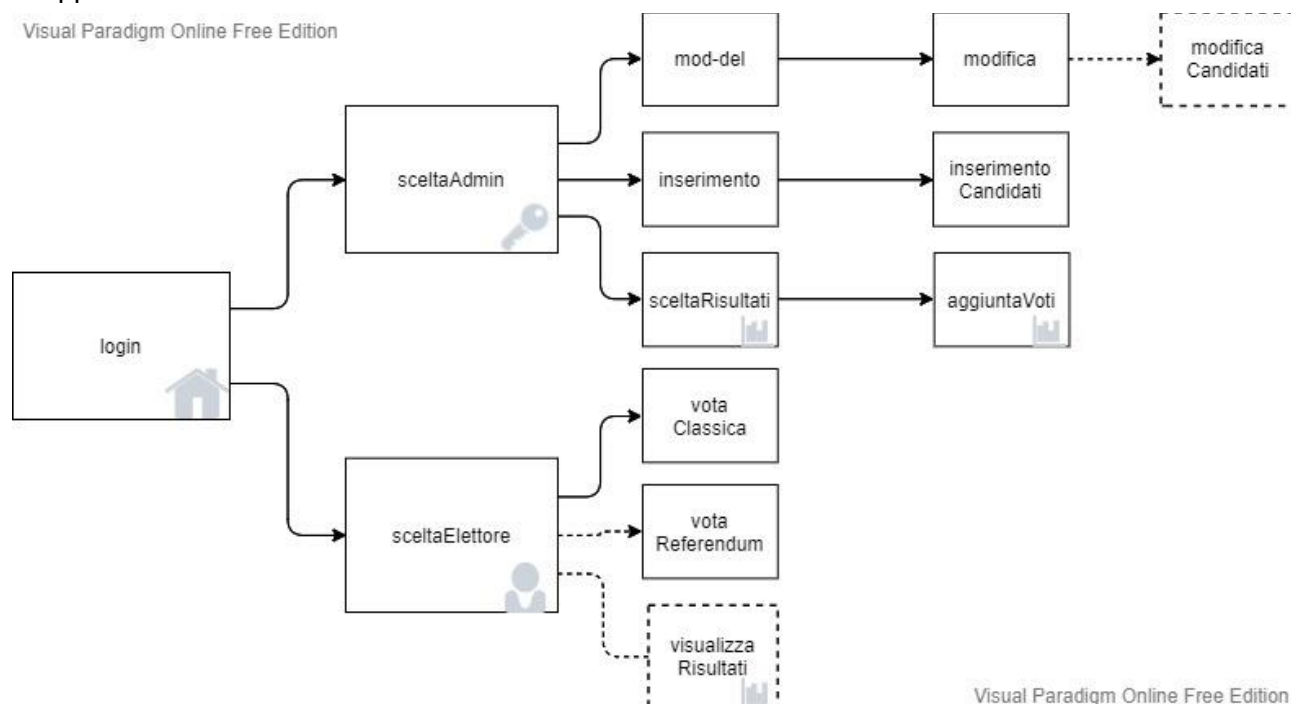 Visual Paradigm Online Free Edition
mod-del
modifica
modifica
Candidati
sceltaAdmin
inserimento
inserimento
Candidati
sceltaRisultati
aggiuntaVoti
login
vota
Classica
sceltaElettore
vota
Referendum
visualizza
Risultati
Visual Paradigm Online Free Edition